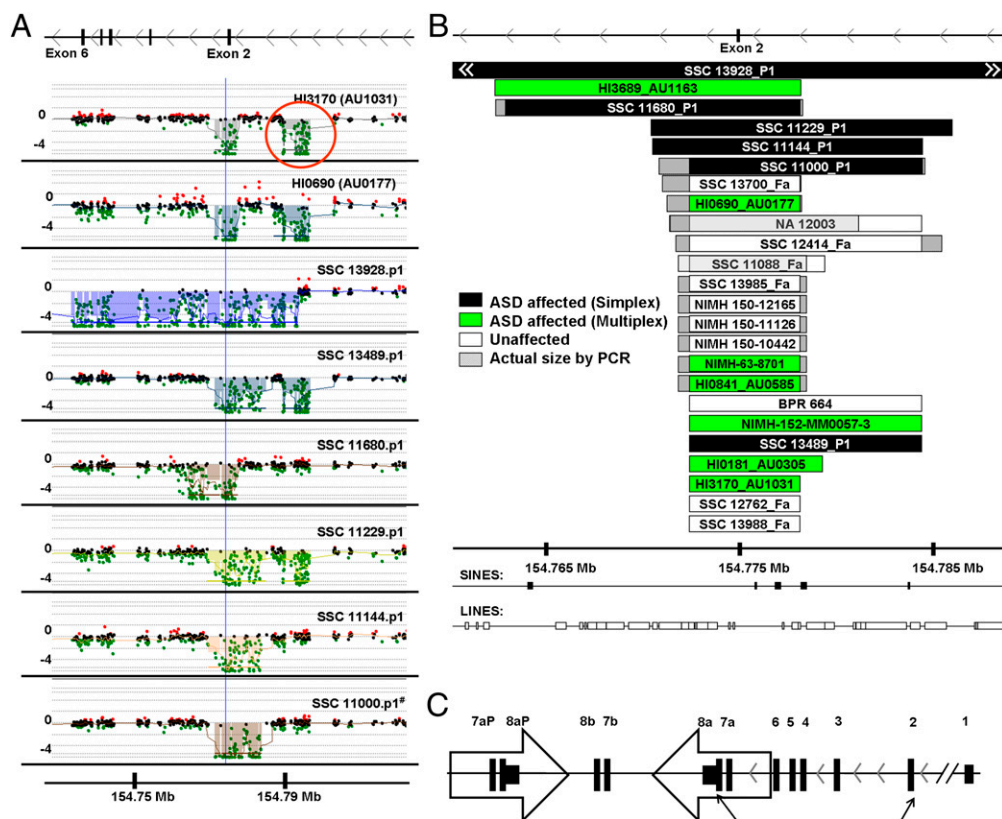 A
Exon 6
Exon 2
HI3170 (AU1031)
0
-4
HI0690 (AU0177)
0
-4
SSC 13928.p1
0
-4
SSC 13489.p1
0
-4
SSC 11680.p1
0
-4
SSC 11229.p1
0
-4
SSC 11144.p1
0
-4
SSC 11000.p1#
0
-4
154.75 Mb
154.79 Mb
B
Exon 2
SSC 13928_P1
HI3689_AU1163
SSC 11680_P1
SSC 11229_P1
SSC 11144_P1
SSC 11000_P1
SSC 13700_Fa
HI0690_AU0177
NA 12003
SSC 12414_Fa
SSC 11088_Fa
SSC 13985_Fa
NIMH 150-12165
NIMH 150-11126
NIMH 150-10442
NIMH-63-8701
HI0841_AU0585
BPR 664
NIMH-152-MM0057-3
SSC 13489_P1
HI0181_AU0305
HI3170_AU1031
SSC 12762_Fa
SSC 13988_Fa
ASD affected (Simplex)
ASD affected (Multiplex)
Unaffected
Actual size by PCR
154.765 Mb
154.775 Mb
154.785 Mb
SINES:
LINES:
C
7aP 8aP 8b 7b 8a 7a 6 5 4 3 2 1